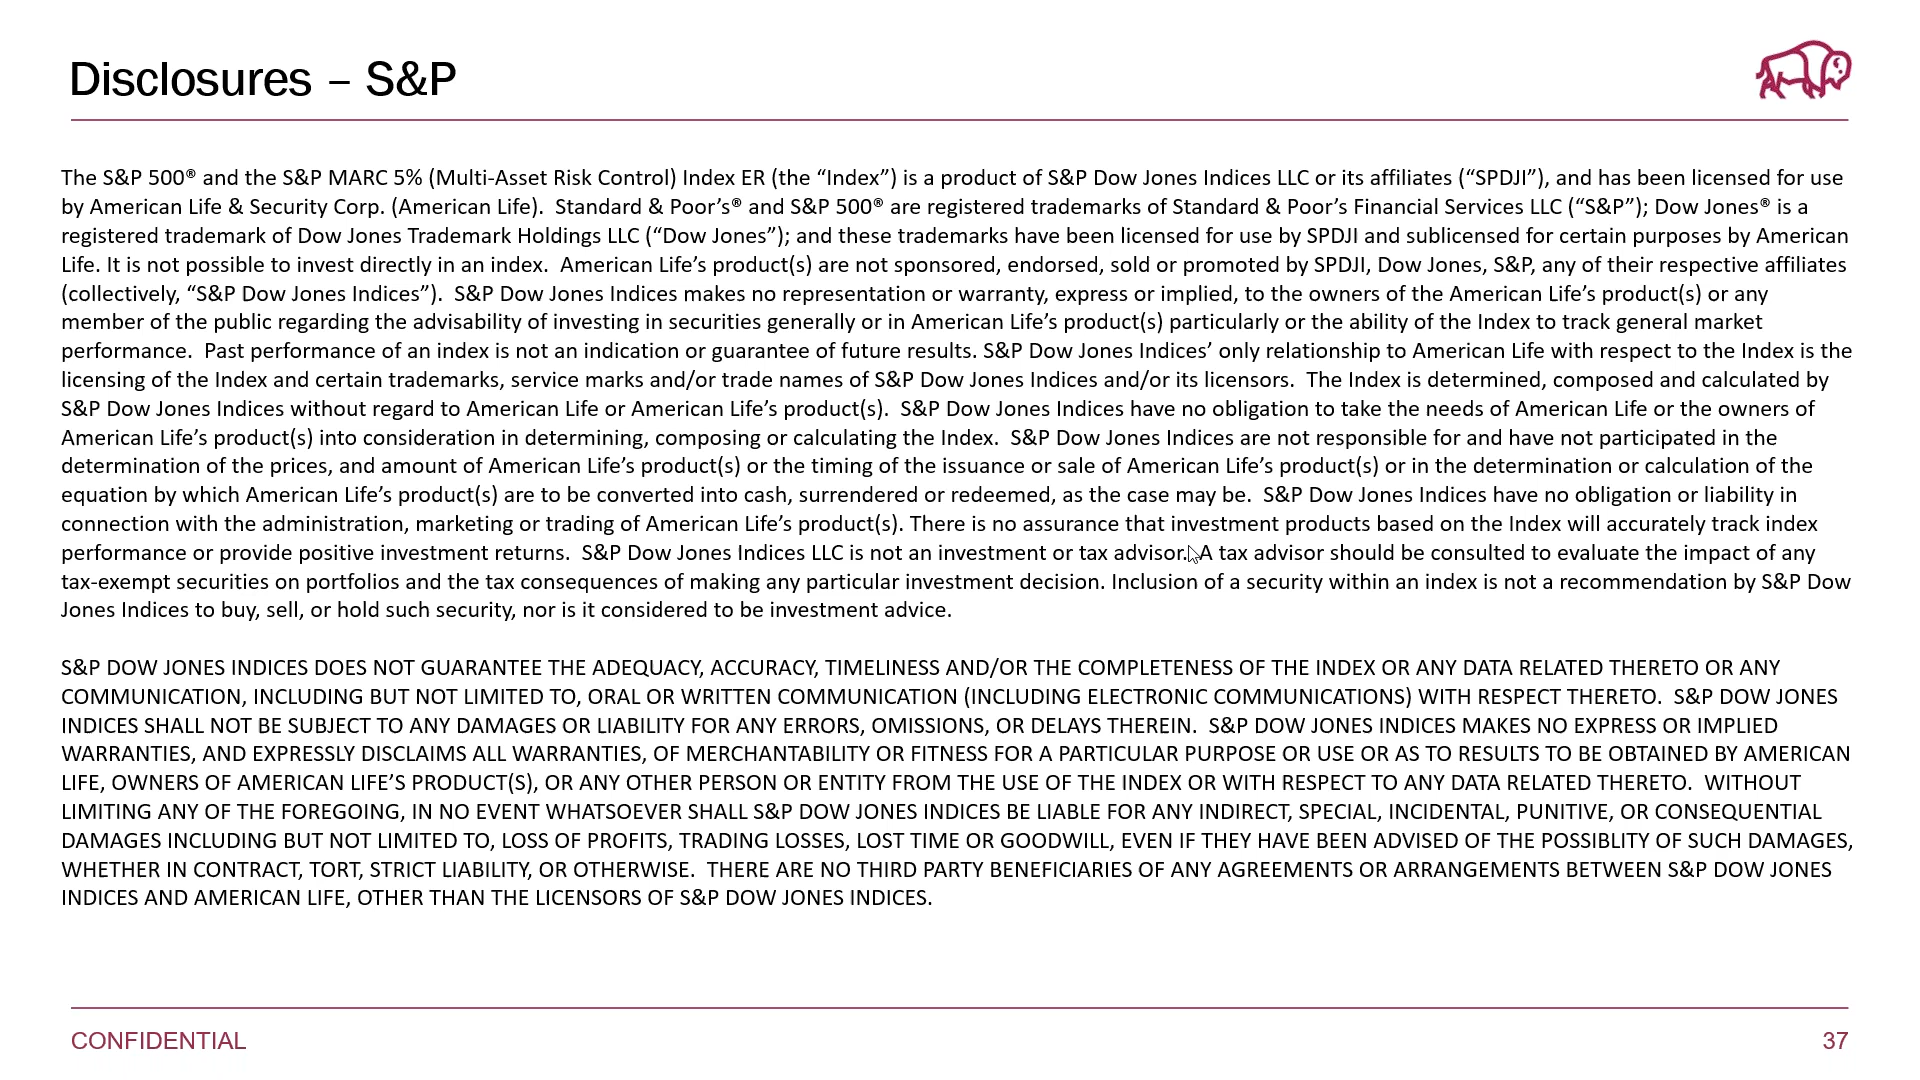 Disclosures – S&P
The S&P 500® and the S&P MARC 5% (Multi-Asset Risk Control) Index ER (the “Index”) is a product of S&P Dow Jones Indices LLC or its affiliates (“SPDJI”), and has been licensed for use
by American Life & Security Corp. (American Life).  Standard & Poor’s® and S&P 500® are registered trademarks of Standard & Poor’s Financial Services LLC (“S&P”); Dow Jones® is a
registered trademark of Dow Jones Trademark Holdings LLC (“Dow Jones”); and these trademarks have been licensed for use by SPDJI and sublicensed for certain purposes by American
Life. It is not possible to invest directly in an index.  American Life’s product(s) are not sponsored, endorsed, sold or promoted by SPDJI, Dow Jones, S&P, any of their respective affiliates
(collectively, “S&P Dow Jones Indices”).  S&P Dow Jones Indices makes no representation or warranty, express or implied, to the owners of the American Life’s product(s) or any
member of the public regarding the advisability of investing in securities generally or in American Life’s product(s) particularly or the ability of the Index to track general market
performance.  Past performance of an index is not an indication or guarantee of future results. S&P Dow Jones Indices’ only relationship to American Life with respect to the Index is the
licensing of the Index and certain trademarks, service marks and/or trade names of S&P Dow Jones Indices and/or its licensors.  The Index is determined, composed and calculated by
S&P Dow Jones Indices without regard to American Life or American Life’s product(s).  S&P Dow Jones Indices have no obligation to take the needs of American Life or the owners of
American Life’s product(s) into consideration in determining, composing or calculating the Index.  S&P Dow Jones Indices are not responsible for and have not participated in the
determination of the prices, and amount of American Life’s product(s) or the timing of the issuance or sale of American Life’s product(s) or in the determination or calculation of the
equation by which American Life’s product(s) are to be converted into cash, surrendered or redeemed, as the case may be.  S&P Dow Jones Indices have no obligation or liability in
connection with the administration, marketing or trading of American Life’s product(s). There is no assurance that investment products based on the Index will accurately track index
performance or provide positive investment returns.  S&P Dow Jones Indices LLC is not an investment or tax advisor.  A tax advisor should be consulted to evaluate the impact of any
tax-exempt securities on portfolios and the tax consequences of making any particular investment decision. Inclusion of a security within an index is not a recommendation by S&P Dow
Jones Indices to buy, sell, or hold such security, nor is it considered to be investment advice.
S&P DOW JONES INDICES DOES NOT GUARANTEE THE ADEQUACY, ACCURACY, TIMELINESS AND/OR THE COMPLETENESS OF THE INDEX OR ANY DATA RELATED THERETO OR ANY
COMMUNICATION, INCLUDING BUT NOT LIMITED TO, ORAL OR WRITTEN COMMUNICATION (INCLUDING ELECTRONIC COMMUNICATIONS) WITH RESPECT THERETO.  S&P DOW JONES
INDICES SHALL NOT BE SUBJECT TO ANY DAMAGES OR LIABILITY FOR ANY ERRORS, OMISSIONS, OR DELAYS THEREIN.  S&P DOW JONES INDICES MAKES NO EXPRESS OR IMPLIED
WARRANTIES, AND EXPRESSLY DISCLAIMS ALL WARRANTIES, OF MERCHANTABILITY OR FITNESS FOR A PARTICULAR PURPOSE OR USE OR AS TO RESULTS TO BE OBTAINED BY AMERICAN
LIFE, OWNERS OF AMERICAN LIFE’S PRODUCT(S), OR ANY OTHER PERSON OR ENTITY FROM THE USE OF THE INDEX OR WITH RESPECT TO ANY DATA RELATED THERETO.  WITHOUT
LIMITING ANY OF THE FOREGOING, IN NO EVENT WHATSOEVER SHALL S&P DOW JONES INDICES BE LIABLE FOR ANY INDIRECT, SPECIAL, INCIDENTAL, PUNITIVE, OR CONSEQUENTIAL
DAMAGES INCLUDING BUT NOT LIMITED TO, LOSS OF PROFITS, TRADING LOSSES, LOST TIME OR GOODWILL, EVEN IF THEY HAVE BEEN ADVISED OF THE POSSIBLITY OF SUCH DAMAGES,
WHETHER IN CONTRACT, TORT, STRICT LIABILITY, OR OTHERWISE.  THERE ARE NO THIRD PARTY BENEFICIARIES OF ANY AGREEMENTS OR ARRANGEMENTS BETWEEN S&P DOW JONES
INDICES AND AMERICAN LIFE, OTHER THAN THE LICENSORS OF S&P DOW JONES INDICES.
CONFIDENTIAL
37